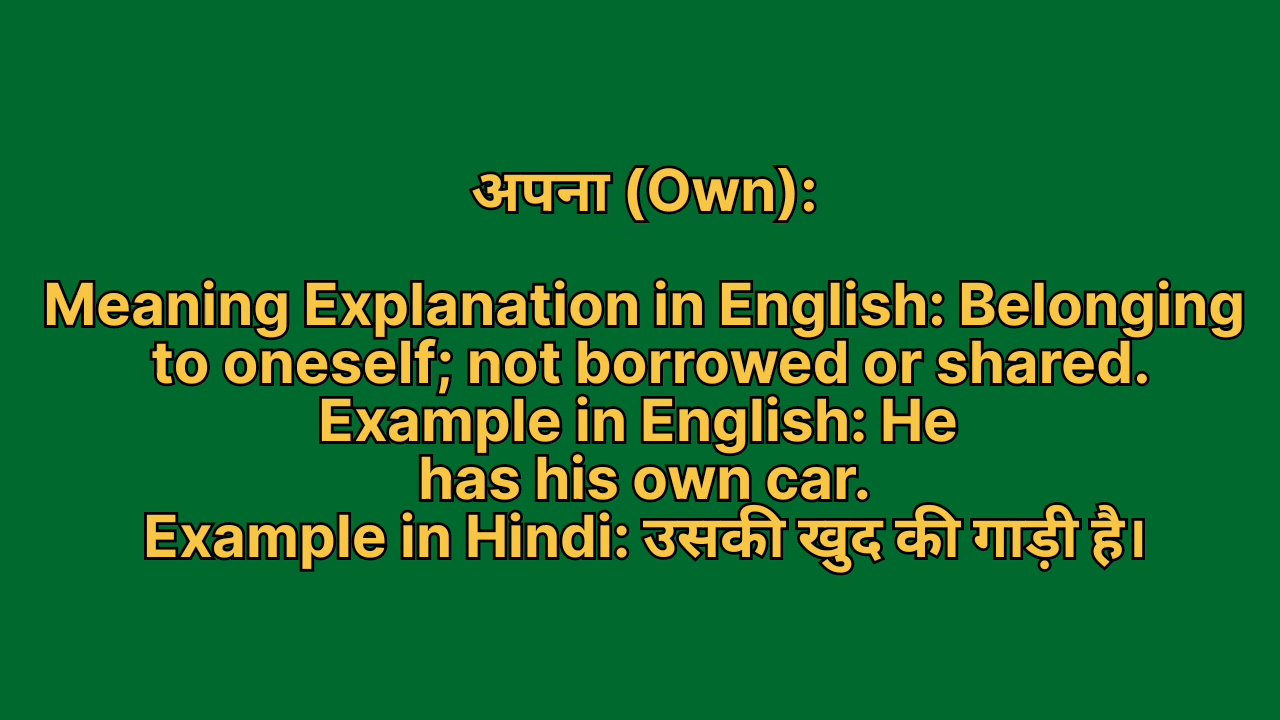 अपना (Own):
Meaning Explanation in English: Belonging
to oneself; not borrowed or shared.
Example in English: He
has his own car.
Example in Hindi: उसकी खुद की गाड़ी है।